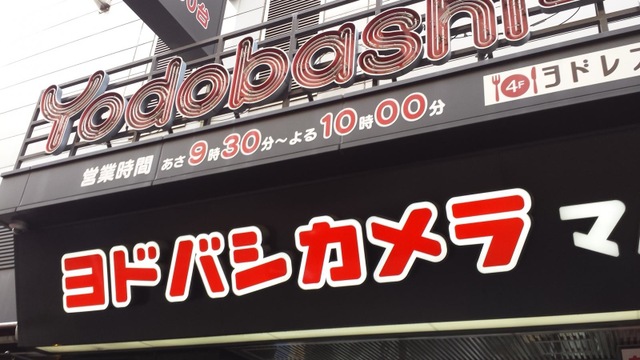 Yodobashi
4F ヨドレス
営業時間 あさ9時30分~よる10時00分
ヨドバシカメラ マ